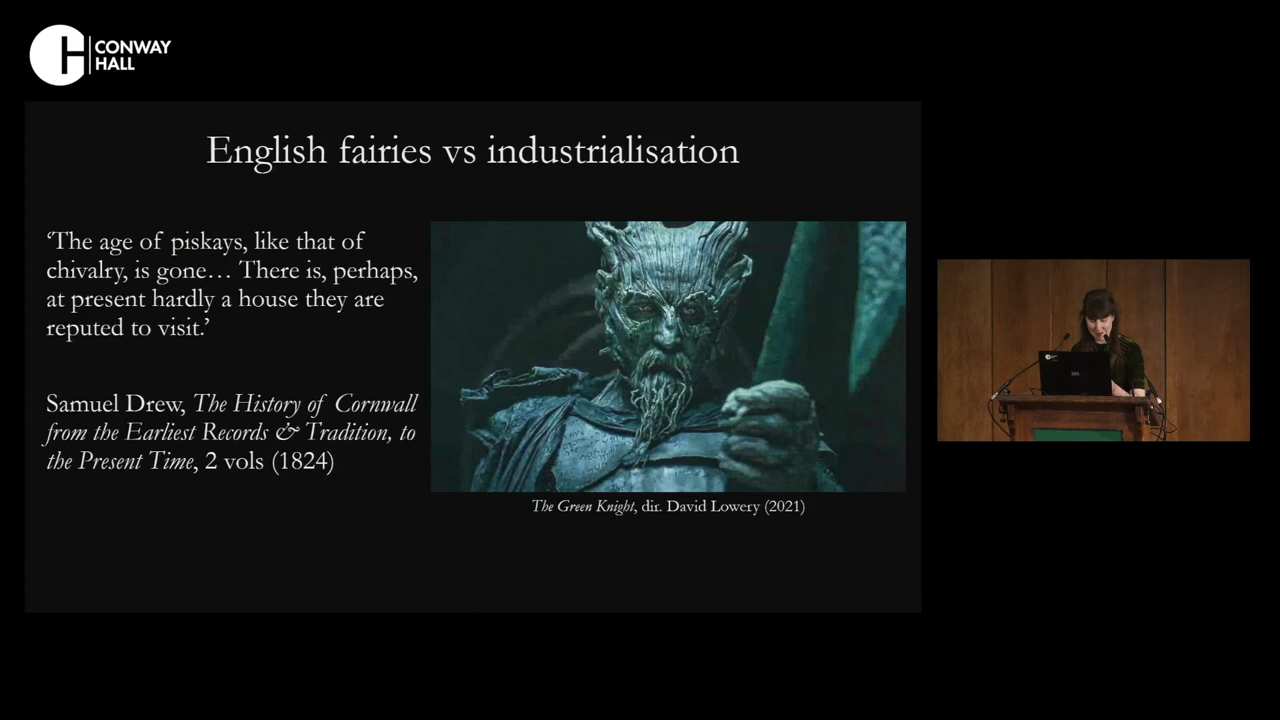 CONWAY
HALL
English fairies vs industrialisation
‘The age of piskays, like that of
chivalry, is gone… There is, perhaps,
at present hardly a house they are
reputed to visit.’
Samuel Drew, The History of Cornwall
from the Earliest Records & Tradition, to
the Present Time, 2 vols (1824)
The Green Knight, dir. David Lowery (2021)